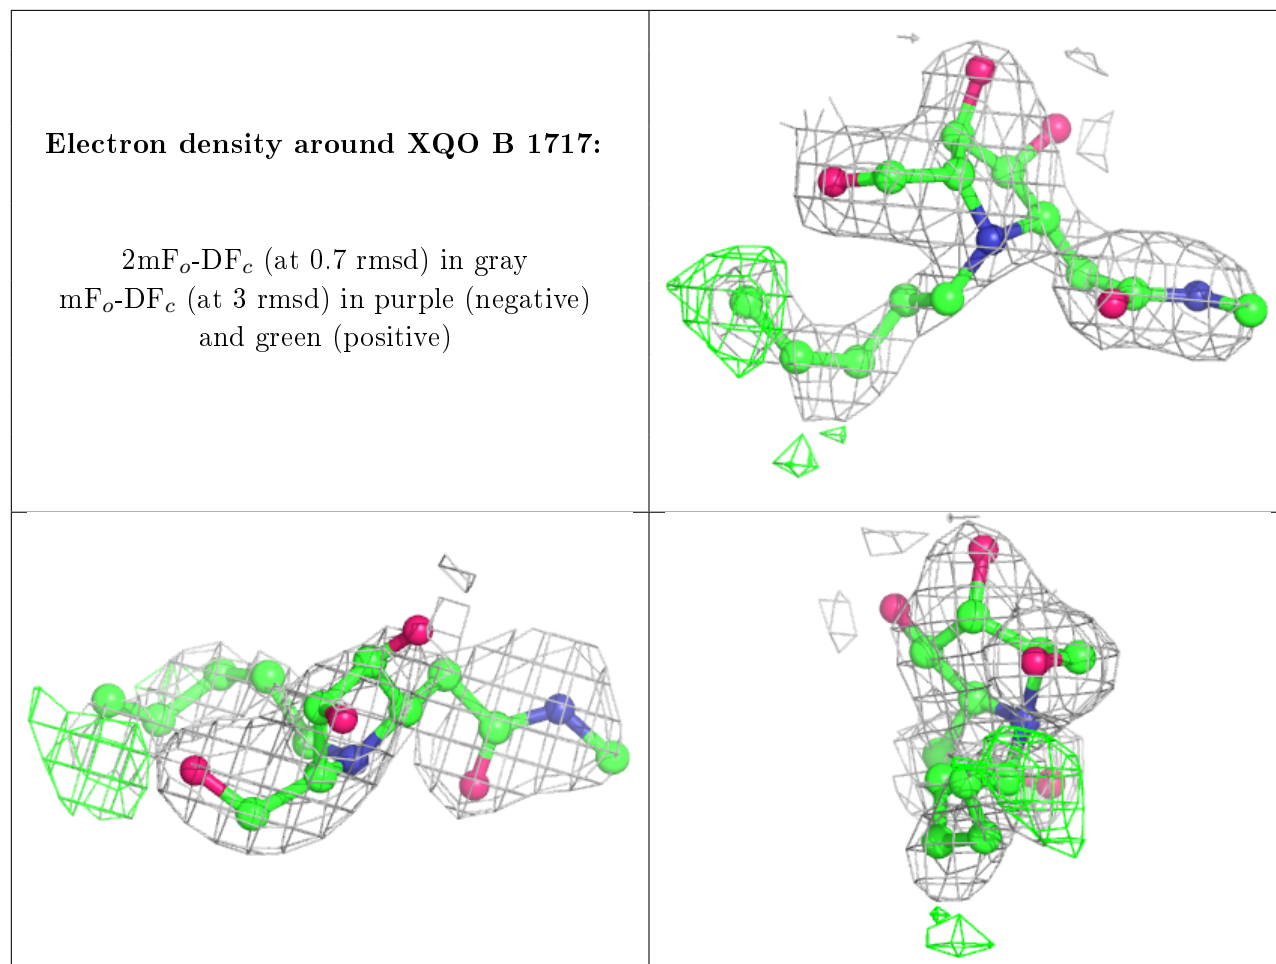 Electron density around XQO B 1717:
2mFo-DFc (at 0.7 rmsd) in gray
mFo-DFc (at 3 rmsd) in purple (negative)
and green (positive)